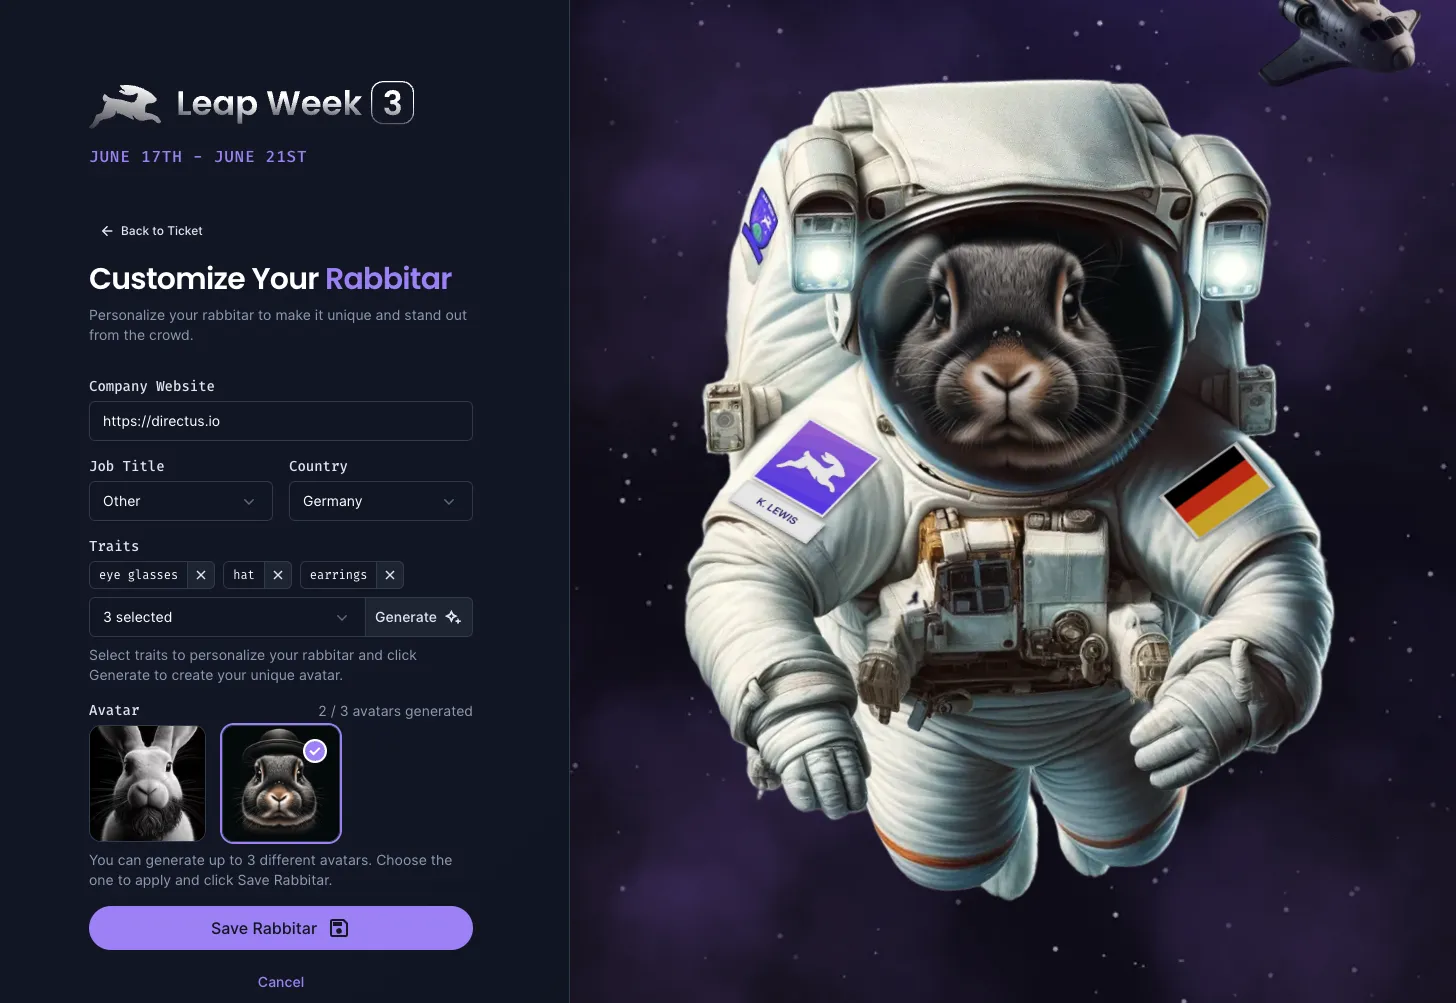 Leap Week 3
JUNE 17TH - JUNE 21ST
Back to Ticket
Customize Your Rabbitar
Personalize your rabbitar to make it unique and stand out
from the crowd.
Company Website
https://directus.io
Job Title
Country
Other
Germany
Traits
eye glasses
hat
earrings
3 selected
Generate
Select traits to personalize your rabbitar and click
Generate to create your unique avatar.
Avatar
2 / 3 avatars generated
You can generate up to 3 different avatars. Choose the
one to apply and click Save Rabbitar.
Save Rabbitar
Cancel
K. LEWIS